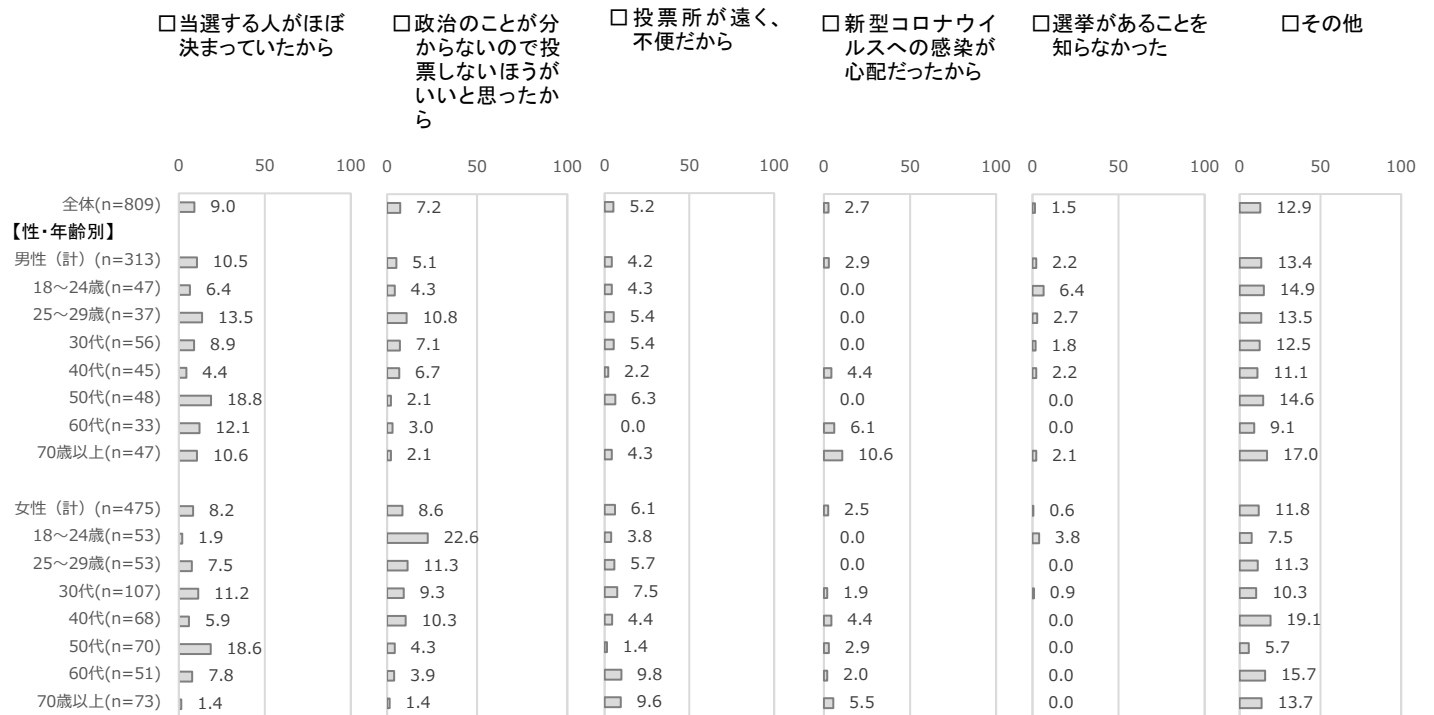 □当選する人がほぼ
決まっていたから
□政治のことが分
からないので投
票しないほうが
いいと思ったか
ら
□投票所が遠く、
不便だから
□新型コロナウイ
ルスへの感染が
心配だったから
□選挙があることを
知らなかった
□その他
0 50 100 0 50 100 0 50 100 0 50 100 0 50 100 0 50 100
全体(n=809) 9.0 7.2 5.2 2.7 1.5 12.9
【性・年齢別】
男性（計）(n=313) 10.5 5.1 4.2 2.9 2.2 13.4
18～24歳(n=47) 6.4 4.3 4.3 0.0 6.4 14.9
25～29歳(n=37) 13.5 10.8 5.4 0.0 2.7 13.5
30代(n=56) 8.9 7.1 5.4 0.0 1.8 12.5
40代(n=45) 4.4 6.7 2.2 4.4 2.2 11.1
50代(n=48) 18.8 2.1 6.3 0.0 0.0 14.6
60代(n=33) 12.1 3.0 0.0 6.1 0.0 9.1
70歳以上(n=47) 10.6 2.1 4.3 10.6 2.1 17.0
女性（計）(n=475) 8.2 8.6 6.1 2.5 0.6 11.8
18～24歳(n=53) 1.9 22.6 3.8 0.0 3.8 7.5
25～29歳(n=53) 7.5 11.3 5.7 0.0 0.0 11.3
30代(n=107) 11.2 9.3 7.5 1.9 0.9 10.3
40代(n=68) 5.9 10.3 4.4 4.4 0.0 19.1
50代(n=70) 18.6 4.3 1.4 2.9 0.0 5.7
60代(n=51) 7.8 3.9 9.8 2.0 0.0 15.7
70歳以上(n=73) 1.4 1.4 9.6 5.5 0.0 13.7